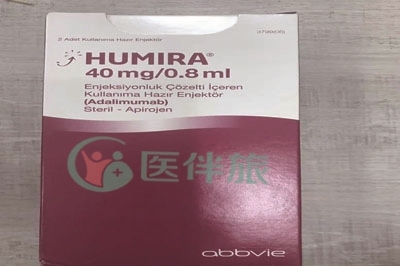 2 Adet Kullanıma Hazır Enjektör
HUMIRA®
40 mg/0.8 ml
Enjeksiyonluk Çözelti İçeren
Kullanıma Hazır Enjektör
(Adalimumab)
Steril - Apirojen
医伴旅
abbvie